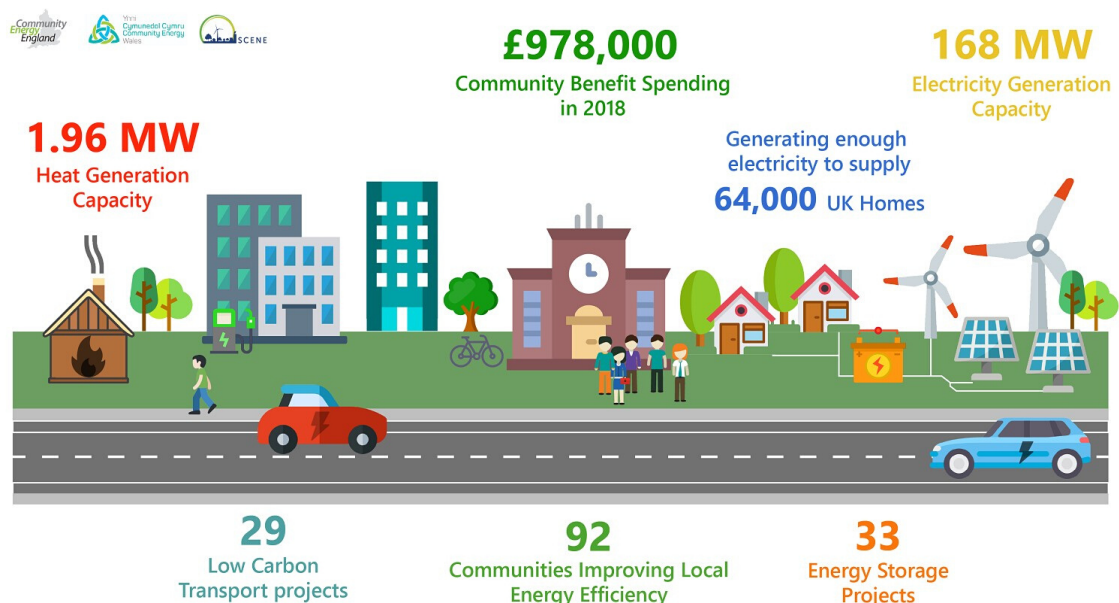 Community
Energy
England
Ynni
Cymunedol Cymru
Community Energy
Wales
SCENE
£978,000
Community Benefit Spending
in 2018
168 MW
Electricity Generation
Capacity
1.96 MW
Heat Generation
Capacity
Generating enough
electricity to supply
64,000 UK Homes
29
Low Carbon
Transport projects
92
Communities Improving Local
Energy Efficiency
33
Energy Storage
Projects